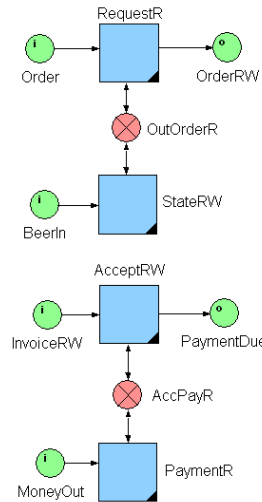 RequestR
i
o
Order
OrderRW
OutOrderR
i
StateRW
BeerIn
AcceptRW
i
o
InvoiceRW
PaymentDue
AccPayR
i
PaymentR
MoneyOut